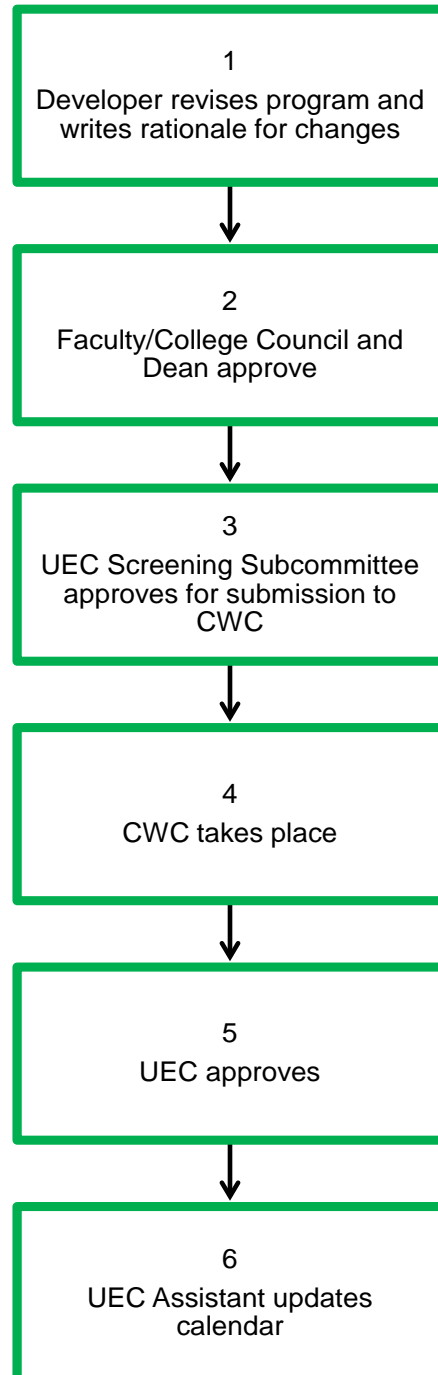 1
Developer revises program and
writes rationale for changes
2
Faculty/College Council and
Dean approve
3
UEC Screening Subcommittee
approves for submission to
CWC
4
CWC takes place
5
UEC approves
6
UEC Assistant updates
calendar